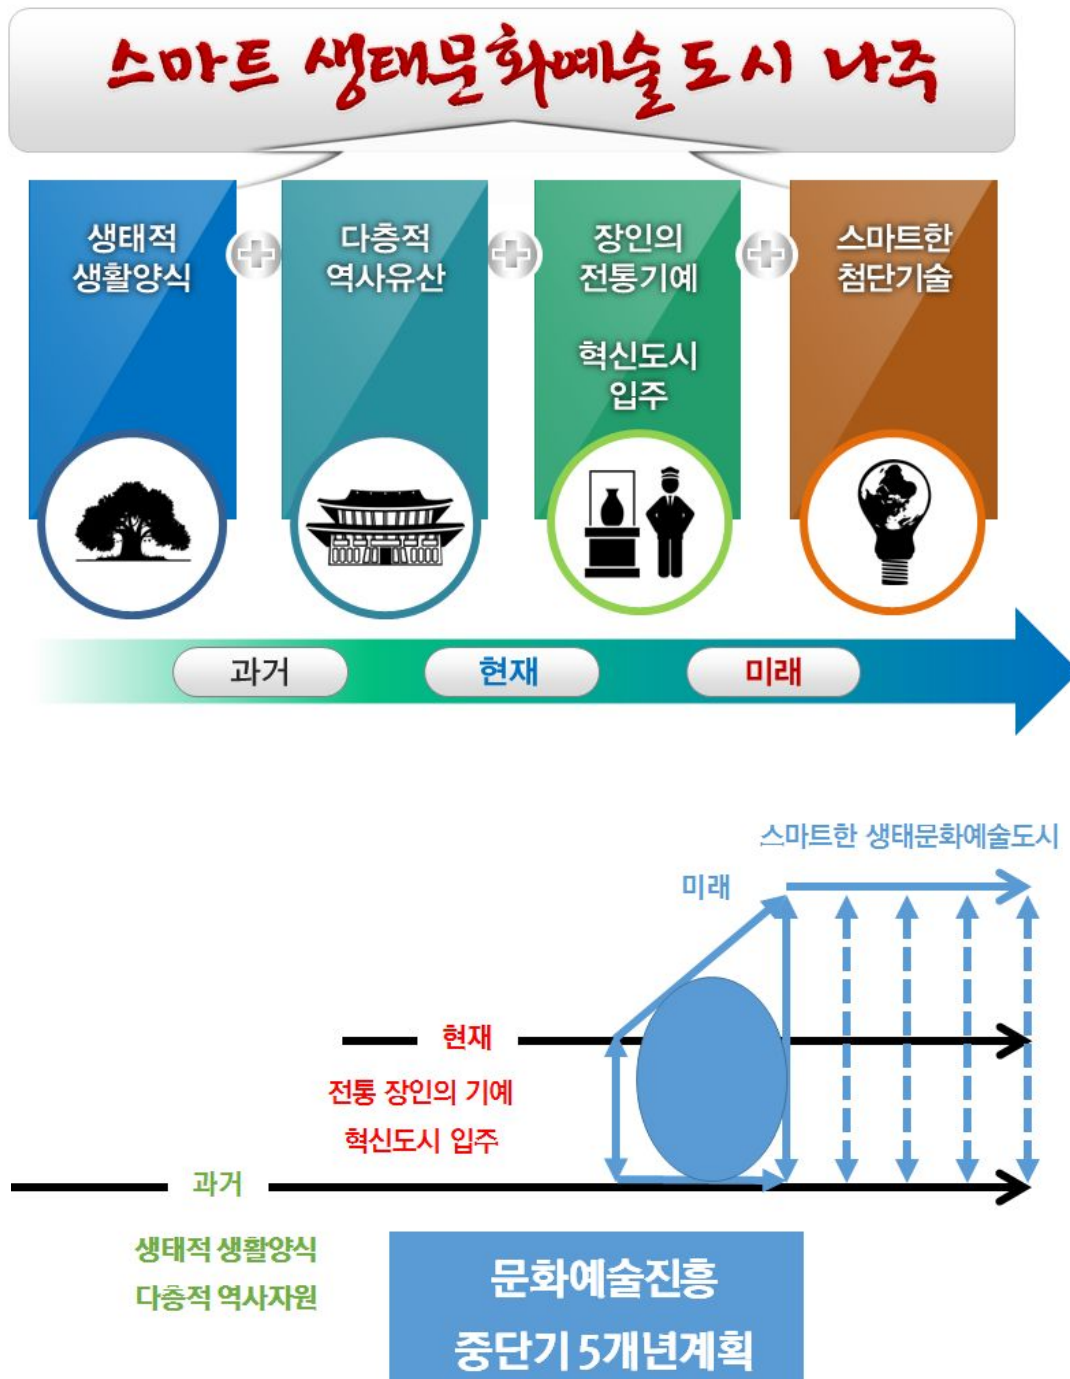 스마트 생태문화예술도시 나주
생태적
생활양식
다층적
역사유산
장인의
전통기예
혁신도시
입주
스마트한
첨단기술
과거
현재
미래
스마트한 생태문화예술도시
미래
현재
전통 장인의 기예
혁신도시 입주
과거
생태적 생활양식
다층적 역사자원
문화예술진흥
중단기 5개년계획